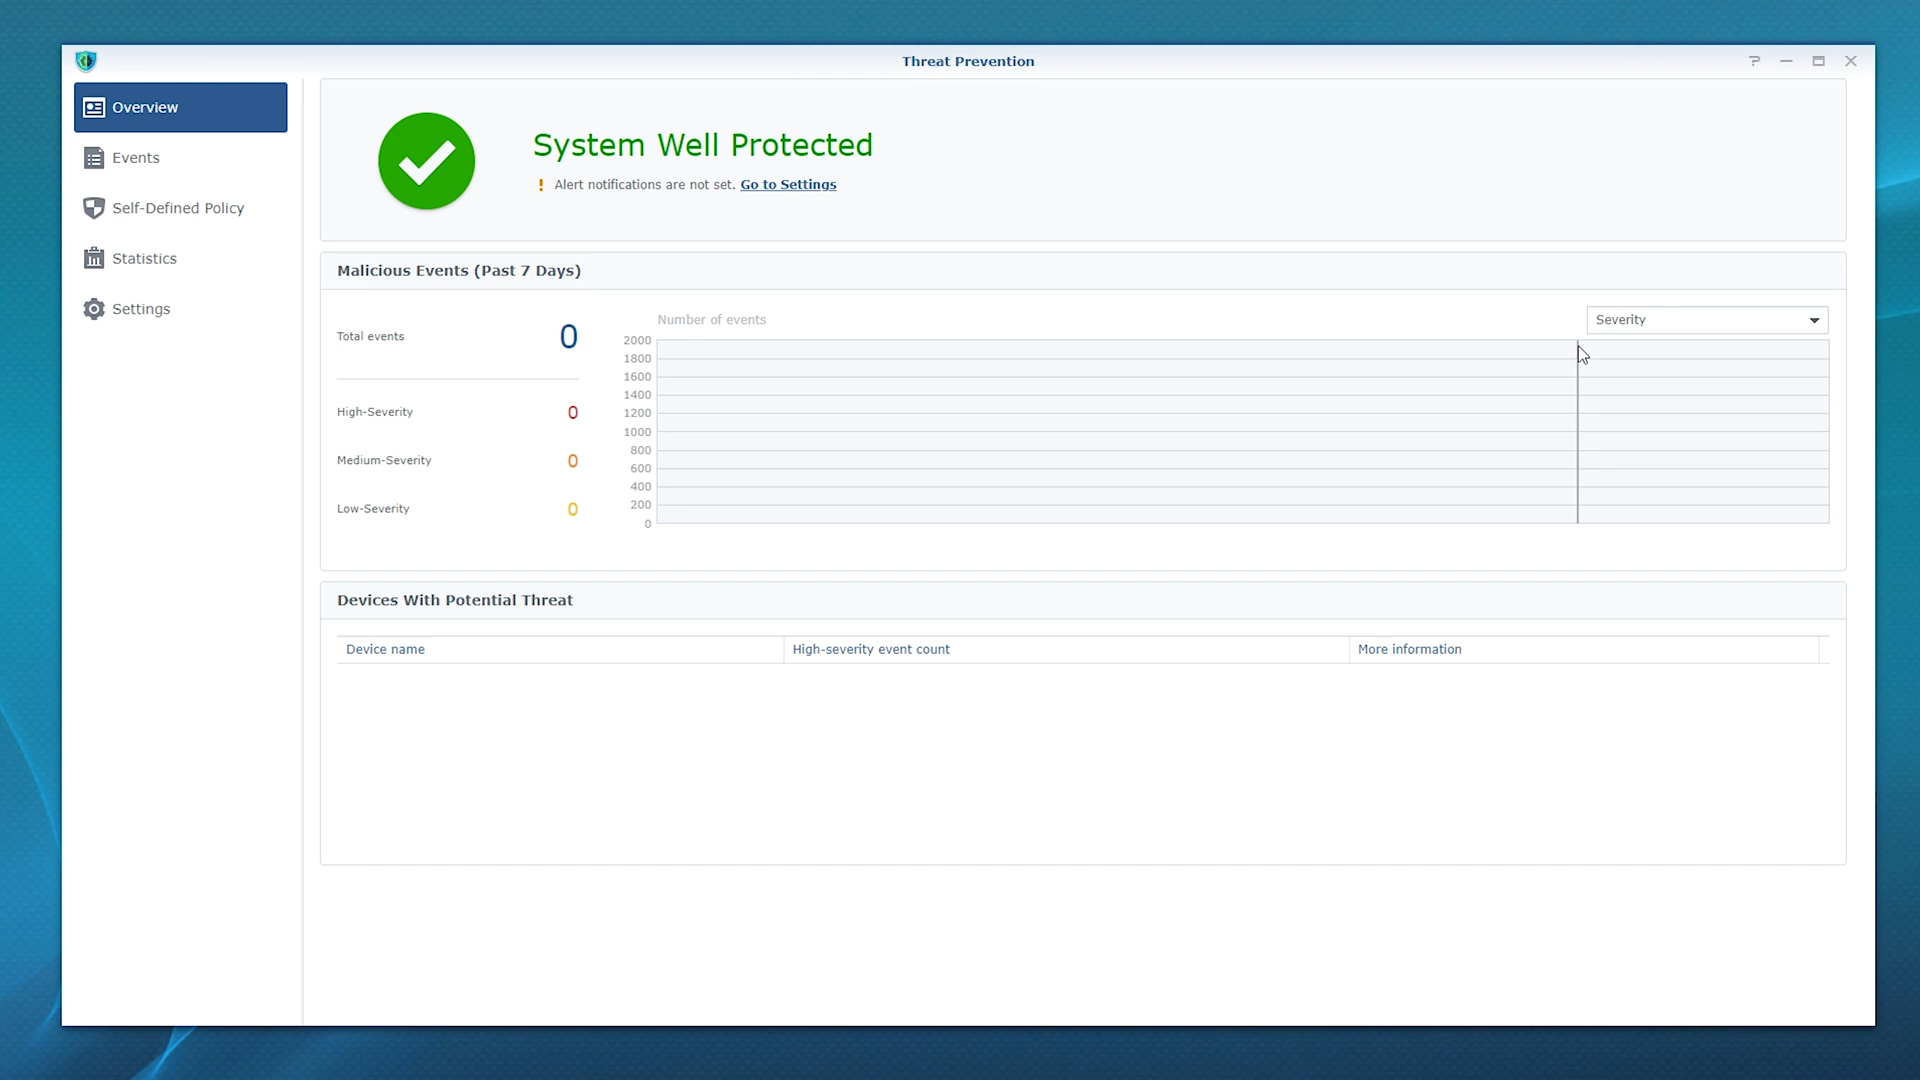 Threat Prevention
?
Overview
Events
Self-Defined Policy
Statistics
Settings
System Well Protected
! Alert notifications are not set. Go to Settings
Malicious Events (Past 7 Days)
Total events 0
High-Severity 0
Medium-Severity 0
Low-Severity 0
Number of events
Severity
2000
1800
1600
1400
1200
1000
800
600
400
200
0
Devices With Potential Threat
Device name High-severity event count More information